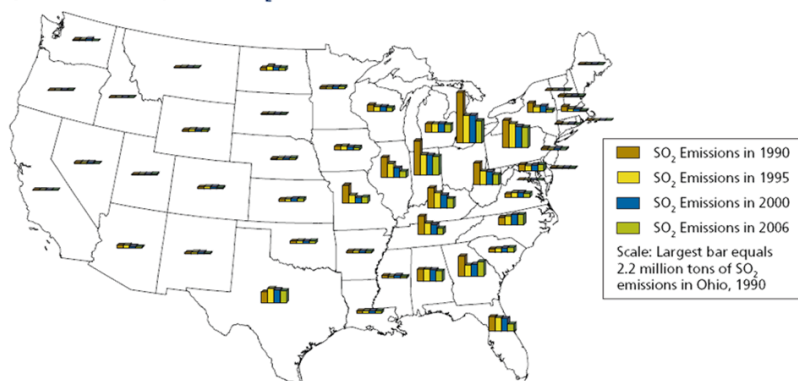 SO₂ Emissions in 1990
SO₂ Emissions in 1995
SO₂ Emissions in 2000
SO₂ Emissions in 2006
Scale: Largest bar equals
2.2 million tons of SO₂
emissions in Ohio, 1990